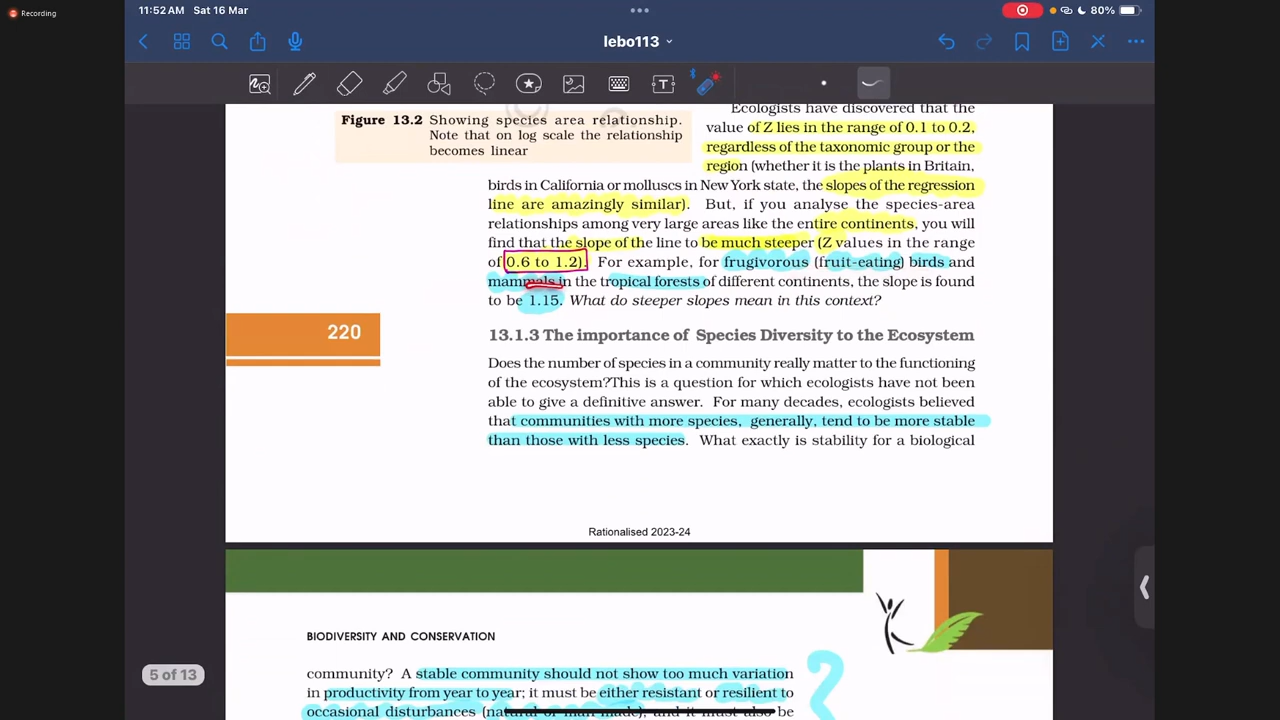 Recording
11:52 AM Sat 16 Mar
80%
lebo113
Figure 13.2 Showing species area relationship.
Note that on log scale the relationship
becomes linear
Ecologists have discovered that the
value of Z lies in the range of 0.1 to 0.2,
regardless of the taxonomic group or the
region (whether it is the plants in Britain,
birds in California or molluscs in New York state, the slopes of the regression
line are amazingly similar). But, if you analyse the species-area
relationships among very large areas like the entire continents, you will
find that the slope of the line to be much steeper (Z values in the range
of 0.6 to 1.2). For example, for frugivorous (fruit-eating) birds and
mammals in the tropical forests of different continents, the slope is found
to be 1.15. What do steeper slopes mean in this context?
220
13.1.3 The importance of Species Diversity to the Ecosystem
Does the number of species in a community really matter to the functioning
of the ecosystem?This is a question for which ecologists have not been
able to give a definitive answer. For many decades, ecologists believed
that communities with more species, generally, tend to be more stable
than those with less species. What exactly is stability for a biological
Rationalised 2023-24
BIODIVERSITY AND CONSERVATION
5 of 13
community? A stable community should not show too much variation
in productivity from year to year; it must be either resistant or resilient to
occasional disturbances (natural or man-made), and it must also be
?